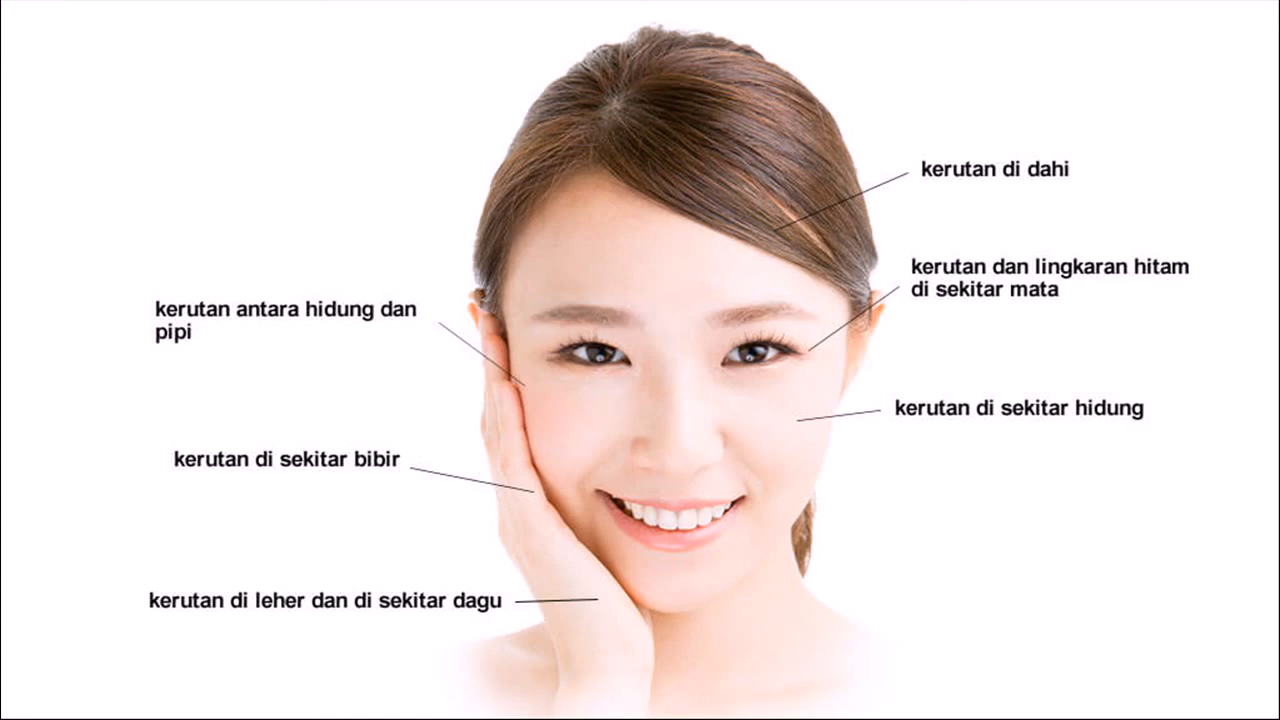 kerutan di dahi
kerutan dan lingkaran hitam
di sekitar mata
kerutan antara hidung dan
pipi
kerutan di sekitar hidung
kerutan di sekitar bibir
kerutan di leher dan di sekitar dagu